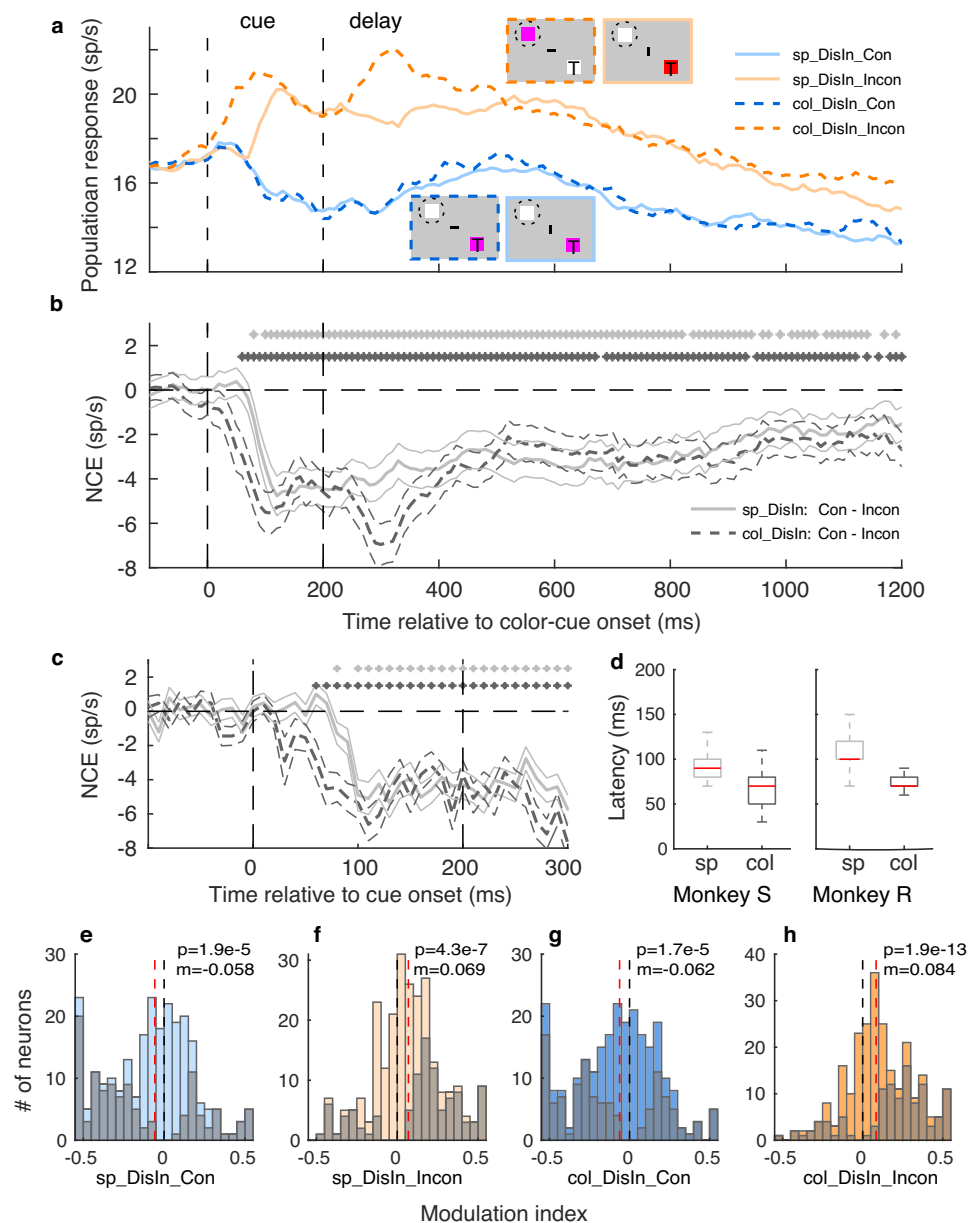 a
cue
delay
Populatioan response (sp/s)
20
16
12
T
T
T
T
sp_DisIn_Con
sp_DisIn_Incon
col_DisIn_Con
col_DisIn_Incon
b
NCE (sp/s)
2
0
-2
-4
-6
-8
sp_DisIn: Con - Incon
col_DisIn: Con - Incon
0 200 400 600 800 1000 1200
Time relative to color-cue onset (ms)
c
NCE (sp/s)
2
0
-2
-4
-6
-8
0 100 200 300
Time relative to cue onset (ms)
d
Latency (ms)
200
150
100
50
0
sp col sp col
Monkey S Monkey R
e
p=1.9e-5
m=-0.058
# of neurons
30
20
10
0
-0.5 0 0.5
sp_DisIn_Con
f
p=4.3e-7
m=0.069
30
20
10
0
-0.5 0 0.5
sp_DisIn_Incon
g
p=1.7e-5
m=-0.062
30
20
10
0
-0.5 0 0.5
col_DisIn_Con
h
p=1.9e-13
m=0.084
40
30
20
10
0
-0.5 0 0.5
col_DisIn_Incon
Modulation index